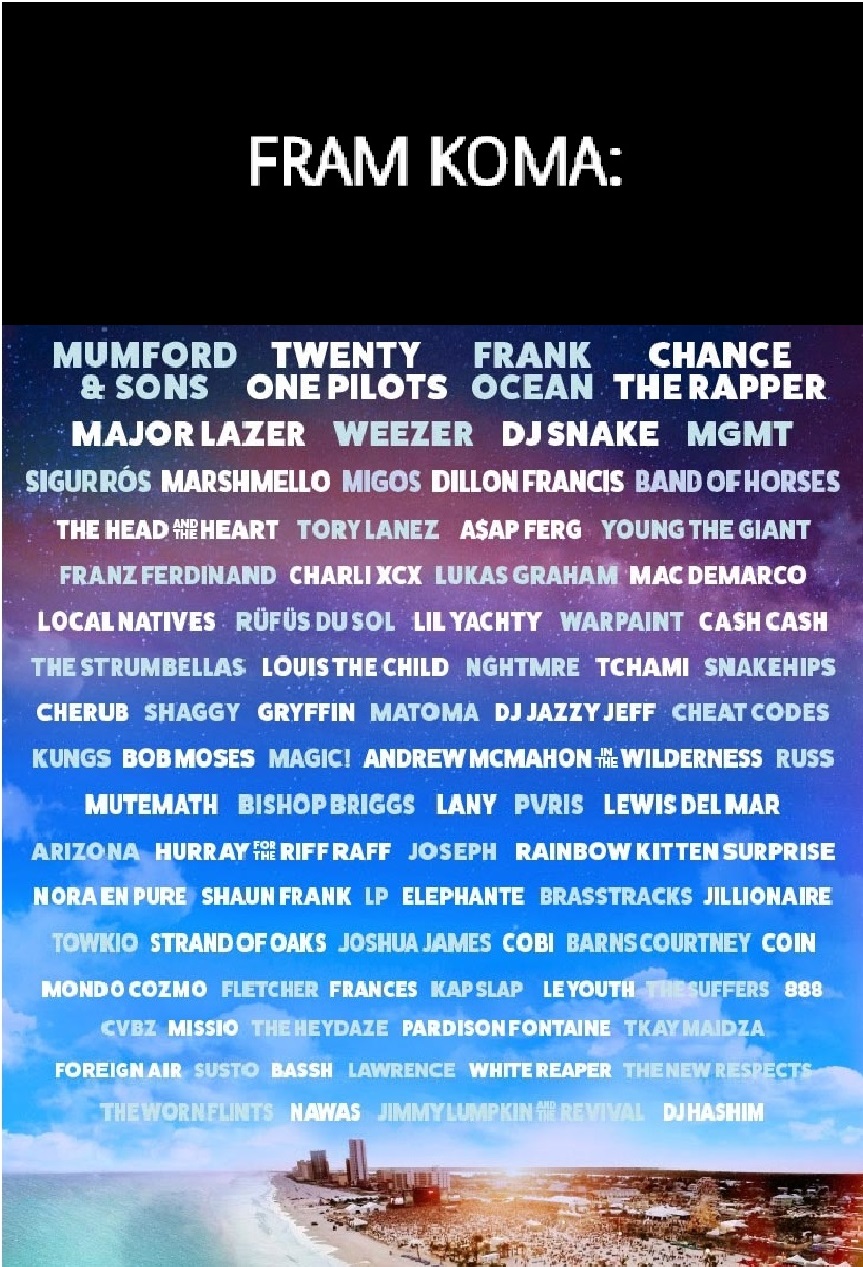 FRAM KOMA:
MUMFORD & SONS TWENTY ONE PILOTS FRANK OCEAN CHANCE THE RAPPER
MAJOR LAZER WEEZER DJ SNAKE MGMT
SIGUR RÓS MARSHMELLO MIGOS DILLON FRANCIS BAND OF HORSES
THE HEAD AND THE HEART TORY LANEZ A$AP FERG YOUNG THE GIANT
FRANZ FERDINAND CHARLI XCX LUKAS GRAHAM MAC DEMARCO
LOCAL NATIVES RÜFÜS DU SOL LIL YACHTY WARPAINT CASH CASH
THE STRUMBELLAS LOUIS THE CHILD NGHTMRE TCHAMI SNAKEHIPS
CHERUB SHAGGY GRYFFIN MATOMA DJ JAZZY JEFF CHEAT CODES
KUNGS BOB MOSES MAGIC! ANDREW MCMAHON IN THE WILDERNESS RUSS
MUTEMATH BISHOP BRIGGS LANY PVRIS LEWIS DEL MAR
ARIZONA HURRAY FOR THE RIFF RAFF JOSEPH RAINBOW KITTEN SURPRISE
NORA EN PURE SHAUN FRANK LP ELEPHANTE BRASSTRACKS JILLIONAIRE
TOWKIO STRAND OF OAKS JOSHUA JAMES COBI BARNS COURTNEY COIN
MONDO COZMO FLETCHER FRANCES KAP SLAP LE YOUTH THE SUFFERS 888
CVBZ MISSIO THE HEYDAZE PARDISON FONTAINE TKAY MAIDZA
FOREIGN AIR SUSTO BASSH LAWRENCE WHITE REAPER THE NEW RESPECTS
THE WORN FLINTS NAWAS JIMMY LUMPKIN AND THE REVIVAL DJ HASHIM